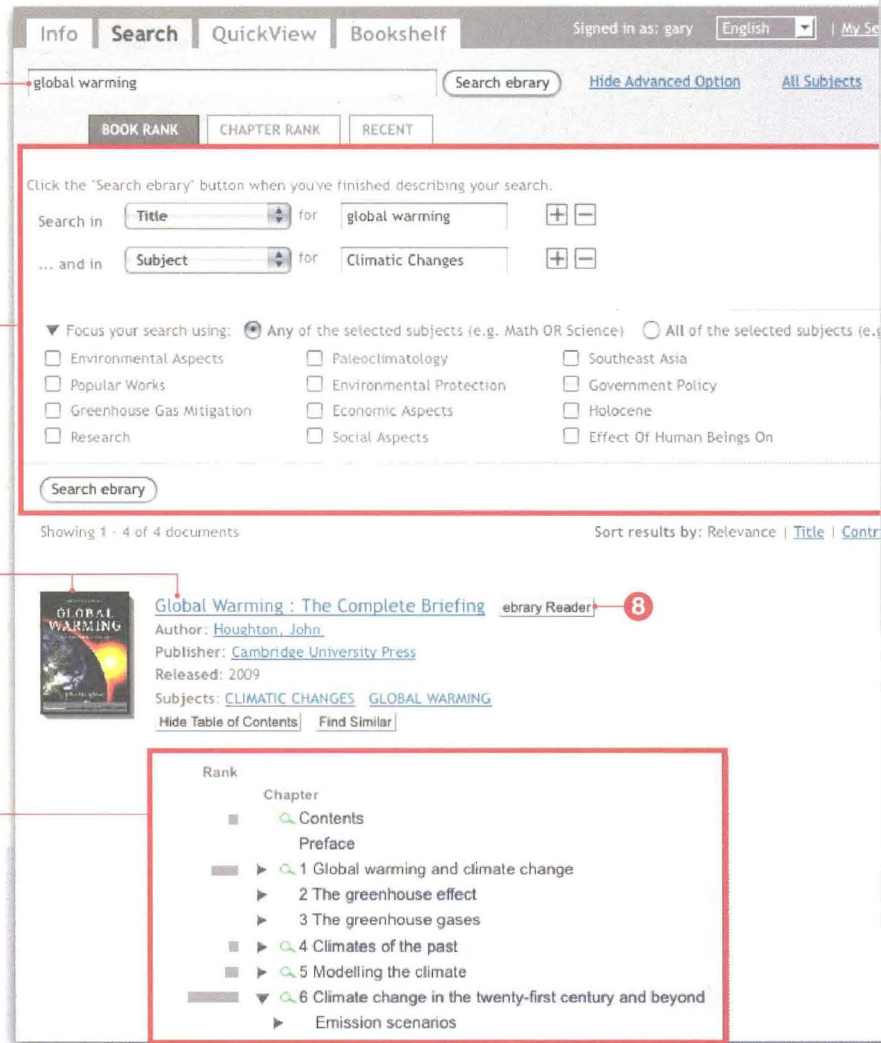 Info Search QuickView Bookshelf Signed in as: gary English | My Se
global warming Search ebrary Hide Advanced Option All Subjects
BOOK RANK CHAPTER RANK RECENT
Click the "Search ebrary" button when you've finished describing your search.
Search in Title for global warming + −
... and in Subject for Climatic Changes + −
▼ Focus your search using: Any of the selected subjects (e.g. Math OR Science) All of the selected subjects (e.g
Environmental Aspects Paleoclimatology Southeast Asia
Popular Works Environmental Protection Government Policy
Greenhouse Gas Mitigation Economic Aspects Holocene
Research Social Aspects Effect Of Human Beings On
Search ebrary
Showing 1 - 4 of 4 documents Sort results by: Relevance | Title | Contr
GLOBAL
WARMING
Global Warming : The Complete Briefing ebrary Reader 8
Author: Houghton, John
Publisher: Cambridge University Press
Released: 2009
Subjects: CLIMATIC CHANGES GLOBAL WARMING
Hide Table of Contents Find Similar
Rank
Chapter
Contents
Preface
1 Global warming and climate change
2 The greenhouse effect
3 The greenhouse gases
4 Climates of the past
5 Modelling the climate
6 Climate change in the twenty-first century and beyond
Emission scenarios